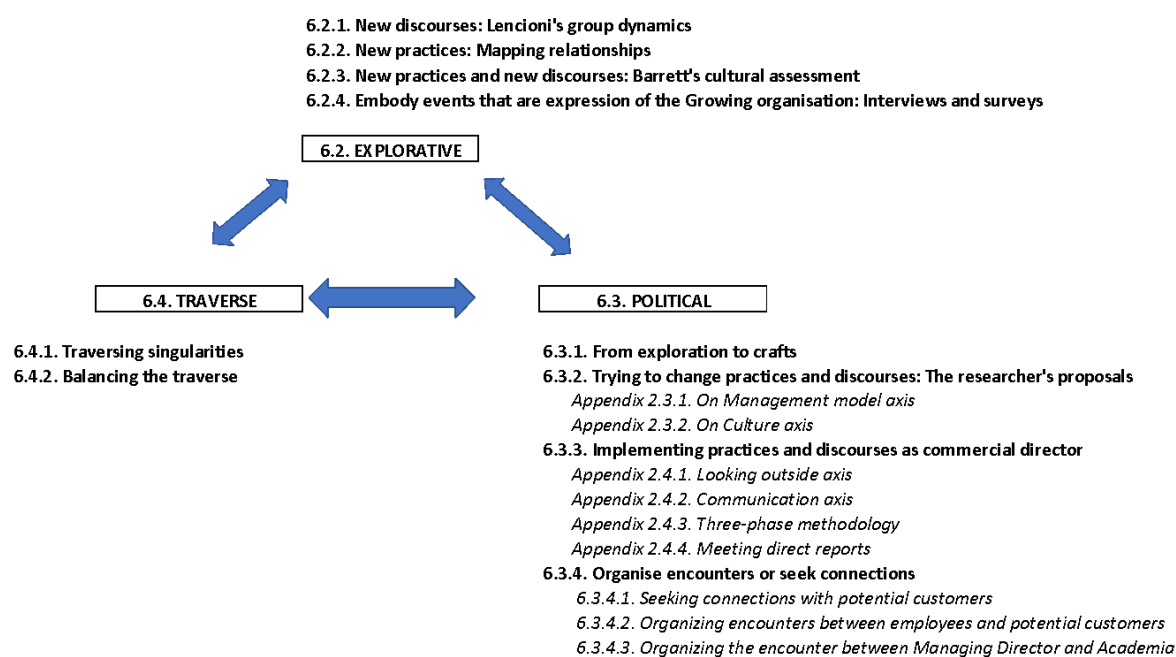 6.2.1. New discourses: Lencioni's group dynamics
6.2.2. New practices: Mapping relationships
6.2.3. New practices and new discourses: Barrett's cultural assessment
6.2.4. Embody events that are expression of the Growing organisation: Interviews and surveys
6.2. EXPLORATIVE
6.4. TRAVERSE
6.3. POLITICAL
6.4.1. Traversing singularities
6.4.2. Balancing the traverse
6.3.1. From exploration to crafts
6.3.2. Trying to change practices and discourses: The researcher's proposals
Appendix 2.3.1. On Management model axis
Appendix 2.3.2. On Culture axis
6.3.3. Implementing practices and discourses as commercial director
Appendix 2.4.1. Looking outside axis
Appendix 2.4.2. Communication axis
Appendix 2.4.3. Three-phase methodology
Appendix 2.4.4. Meeting direct reports
6.3.4. Organise encounters or seek connections
6.3.4.1. Seeking connections with potential customers
6.3.4.2. Organizing encounters between employees and potential customers
6.3.4.3. Organizing the encounter between Managing Director and Academia